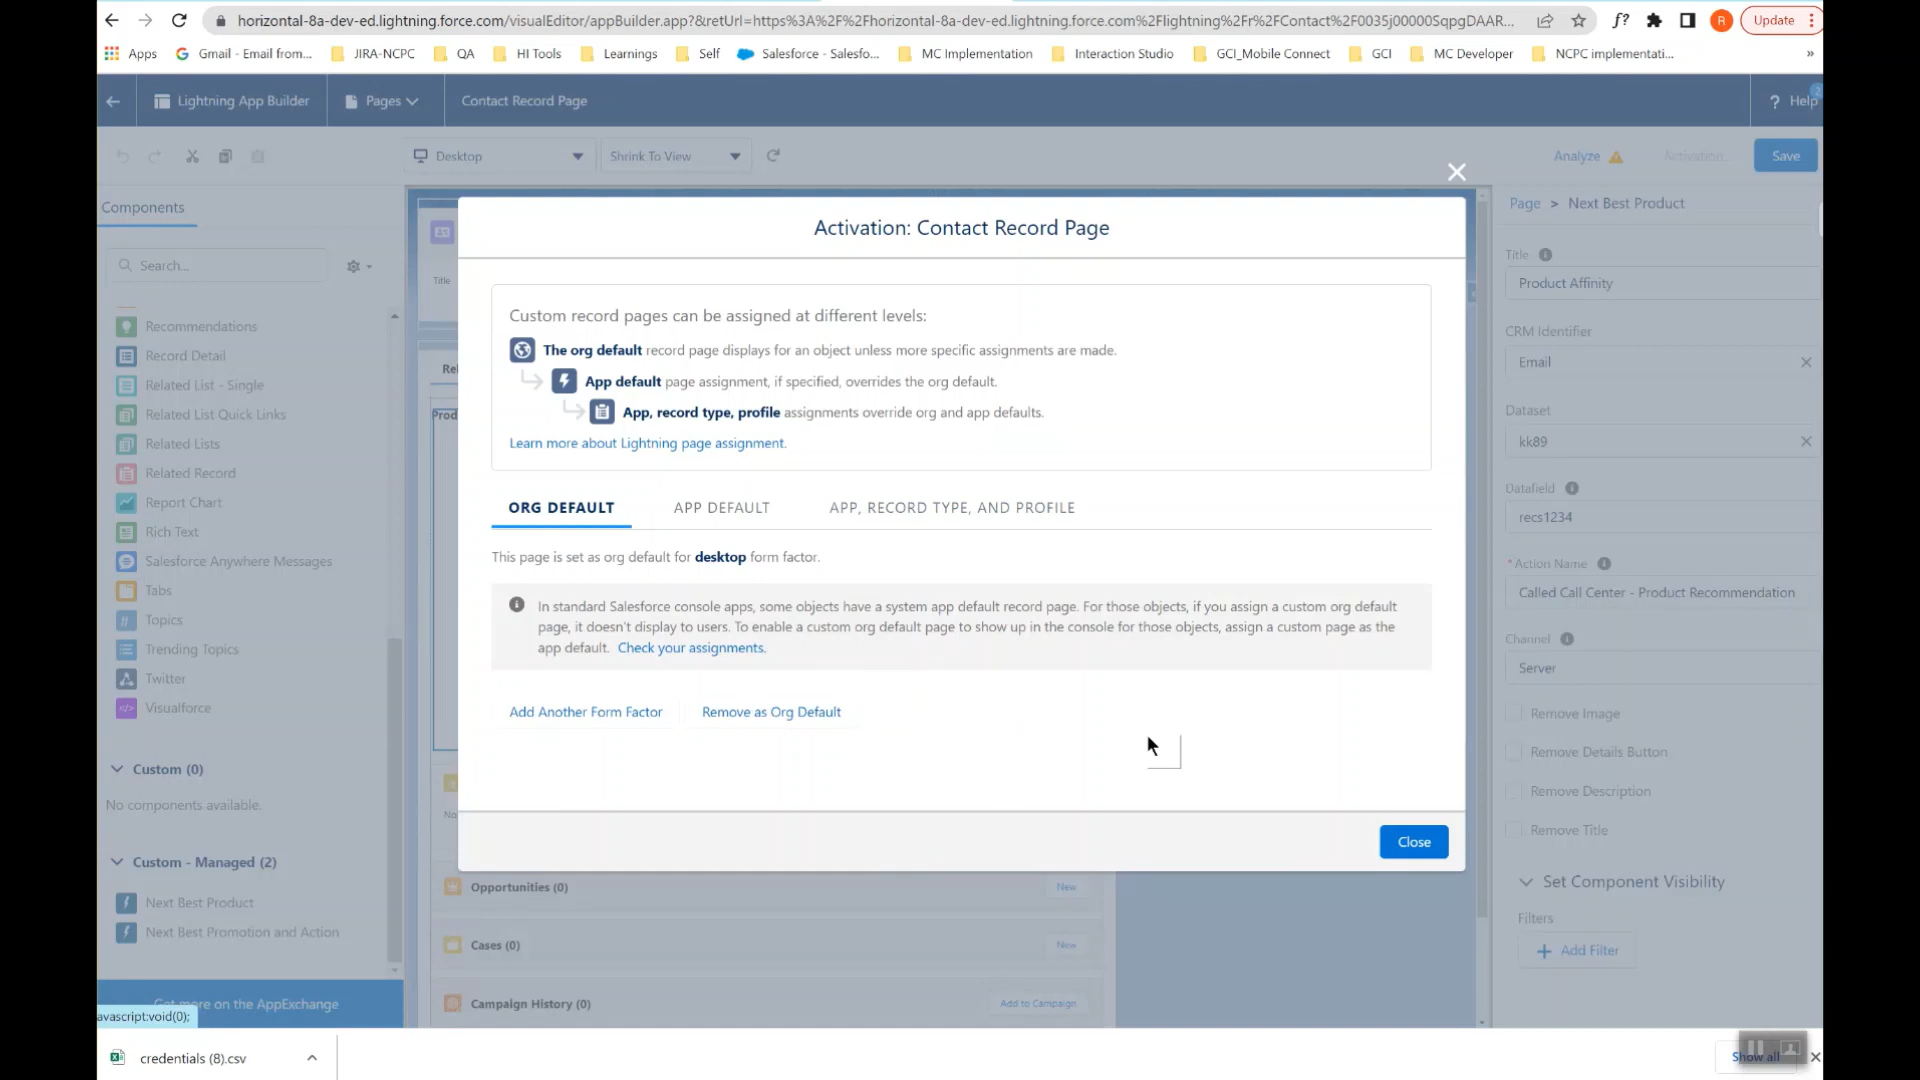 horizontal-8a-dev-ed.lightning.force.com/visualEditor/appBuilder.app?&retUrl=https%3A%2F%2Fhorizontal-8a-dev-ed.lightning.force.com%2Flightning%2Fr%2FContact%2F0035j00000SqpgDAAR...
f?
R
Update
Apps
Gmail - Email from...
JIRA-NCPC
QA
HI Tools
Learnings
Self
Salesforce - Salesfo...
MC Implementation
Interaction Studio
GCI_Mobile Connect
GCI
MC Developer
NCPC implementati...
»
Lightning App Builder
Pages
Contact Record Page
2
? Help
Desktop
Shrink To View
Analyze
Activation...
Save
Components
Search...
Recommendations
Record Detail
Related List - Single
Related List Quick Links
Related Lists
Related Record
Report Chart
Rich Text
Salesforce Anywhere Messages
Tabs
Topics
Trending Topics
Twitter
Visualforce
Custom (0)
No components available.
Custom - Managed (2)
Next Best Product
Next Best Promotion and Action
Get more on the AppExchange
avascript:void(0);
Title
Rel
Prod
No
Activation: Contact Record Page
Custom record pages can be assigned at different levels:
The org default record page displays for an object unless more specific assignments are made.
App default page assignment, if specified, overrides the org default.
App, record type, profile assignments override org and app defaults.
Learn more about Lightning page assignment.
ORG DEFAULT
APP DEFAULT
APP, RECORD TYPE, AND PROFILE
This page is set as org default for desktop form factor.
In standard Salesforce console apps, some objects have a system app default record page. For those objects, if you assign a custom org default
page, it doesn't display to users. To enable a custom org default page to show up in the console for those objects, assign a custom page as the
app default. Check your assignments.
Add Another Form Factor
Remove as Org Default
Close
Opportunities (0)
New
Cases (0)
New
Campaign History (0)
Add to Campaign
Page > Next Best Product
Title
Product Affinity
CRM Identifier
Email
Dataset
kk89
Datafield
recs1234
* Action Name
Called Call Center - Product Recommendation
Channel
Server
Remove Image
Remove Details Button
Remove Description
Remove Title
Set Component Visibility
Filters
Add Filter
credentials (8).csv
Show all